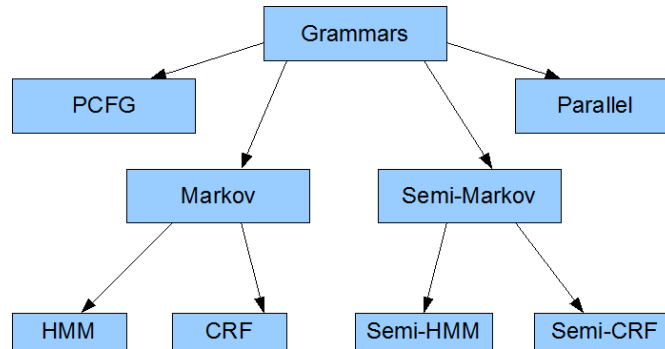 Grammars
PCFG
Parallel
Markov
Semi-Markov
HMM
CRF
Semi-HMM
Semi-CRF